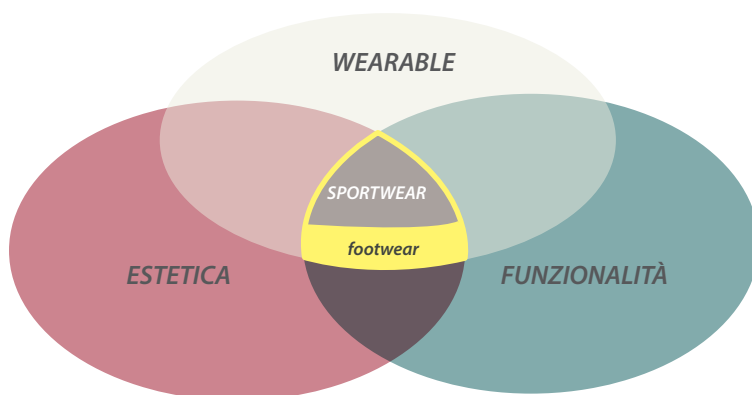 WEARABLE
SPORTWEAR
footwear
ESTETICA
FUNZIONALITÀ